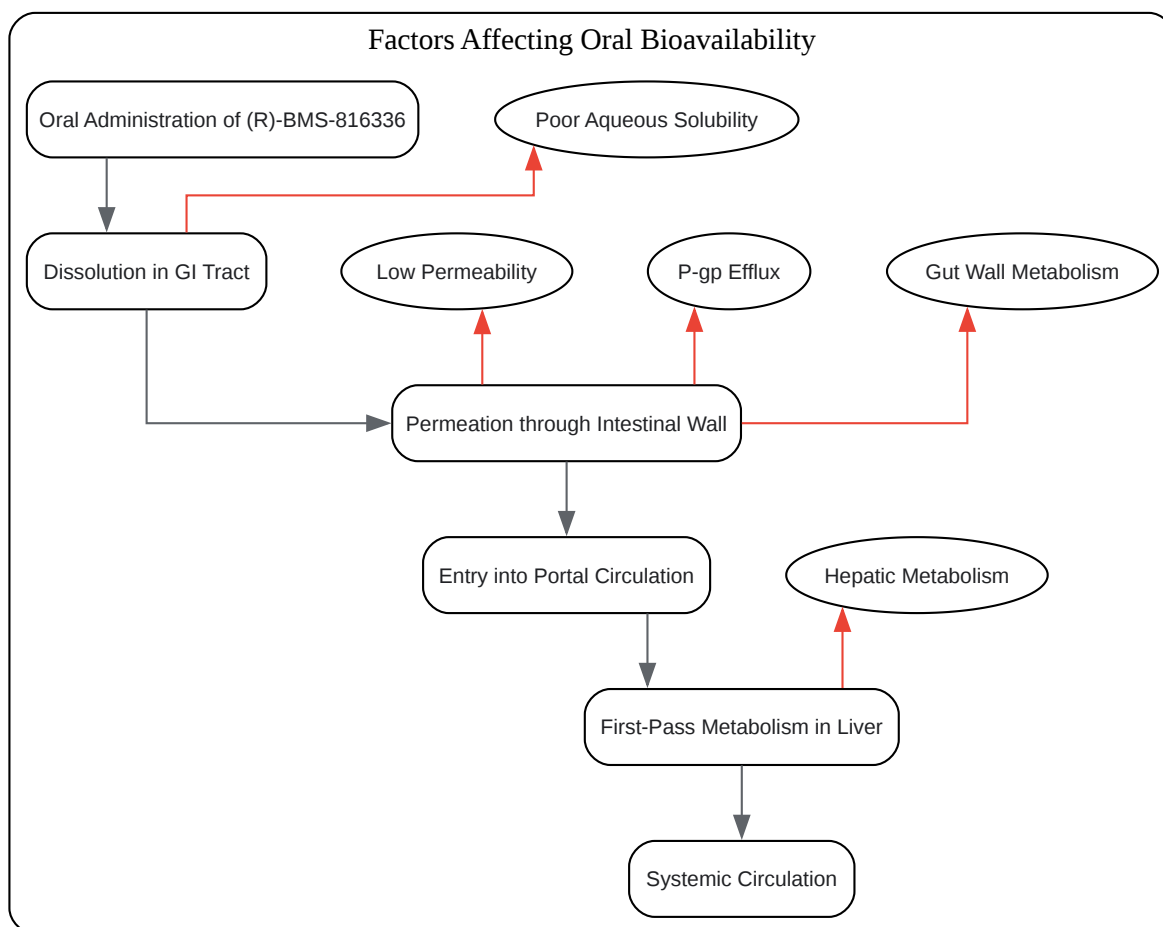 Factors Affecting Oral Bioavailability
Oral Administration of (R)-BMS-816336
Poor Aqueous Solubility
Dissolution in GI Tract
Low Permeability
P-gp Efflux
Gut Wall Metabolism
Permeation through Intestinal Wall
Entry into Portal Circulation
Hepatic Metabolism
First-Pass Metabolism in Liver
Systemic Circulation